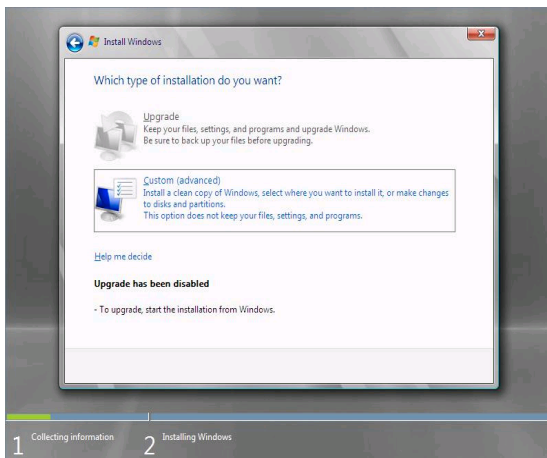 Install Windows
Which type of installation do you want?
Upgrade
Keep your files, settings, and programs and upgrade Windows.
Be sure to back up your files before upgrading.
Custom (advanced)
Install a clean copy of Windows, select where you want to install it, or make changes
to disks and partitions.
This option does not keep your files, settings, and programs.
Help me decide
Upgrade has been disabled
- To upgrade, start the installation from Windows.
1 Collecting information 2 Installing Windows